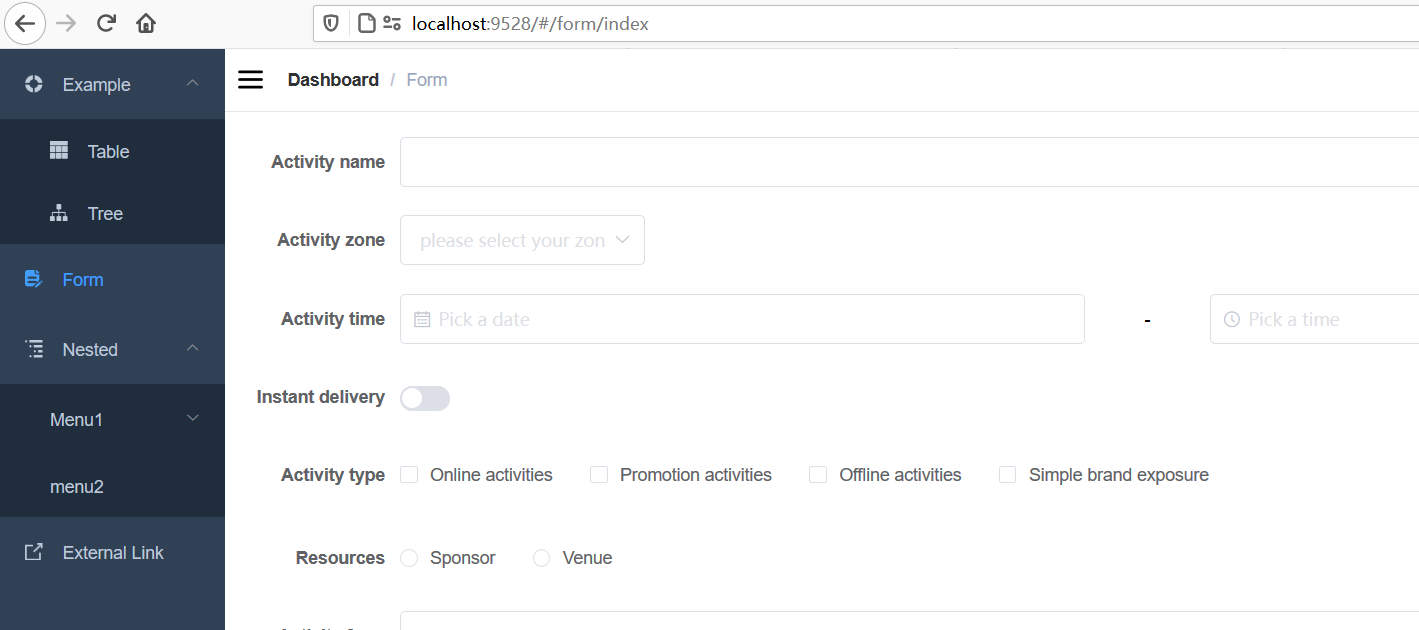 localhost:9528/#/form/index
Example
Table
Tree
Form
Nested
Menu1
menu2
External Link
Dashboard / Form
Activity name
Activity zone please select your zon
Activity time Pick a date - Pick a time
Instant delivery
Activity type Online activities Promotion activities Offline activities Simple brand exposure
Resources Sponsor Venue